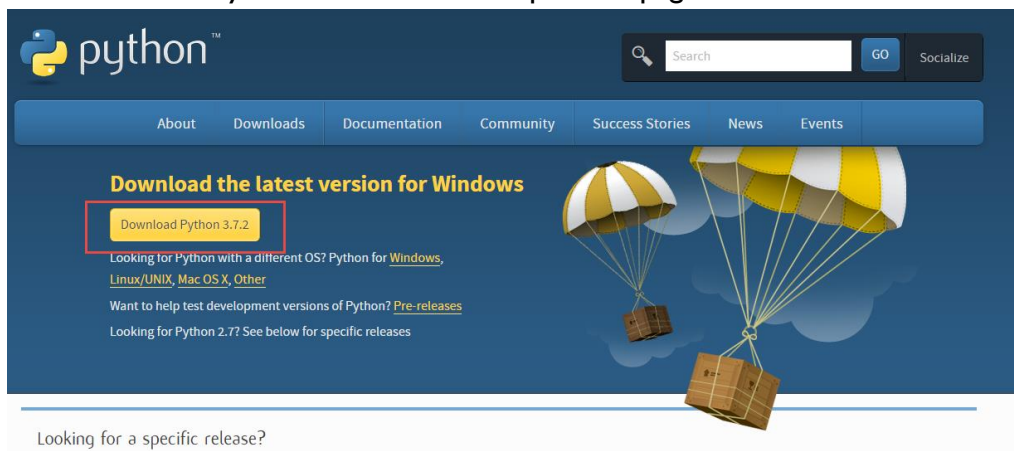 python™
Search
GO
Socialize
About Downloads Documentation Community Success Stories News Events
Download the latest version for Windows
Download Python 3.7.2
Looking for Python with a different OS? Python for Windows,
Linux/UNIX, Mac OS X, Other
Want to help test development versions of Python? Pre-releases
Looking for Python 2.7? See below for specific releases
Looking for a specific release?